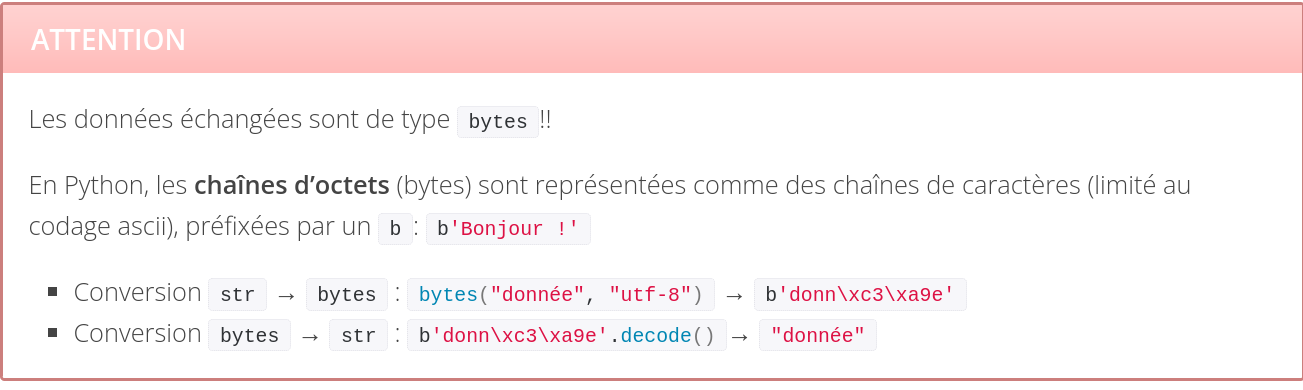 ATTENTION
Les données échangées sont de type bytes!!
En Python, les chaînes d’octets (bytes) sont représentées comme des chaînes de caractères (limité au
codage ascii), préfixées par un b: b'Bonjour !'
▪ Conversion str → bytes : bytes("donnée", "utf-8") → b'donn\xc3\xa9e'
▪ Conversion bytes → str : b'donn\xc3\xa9e'.decode() → "donnée"